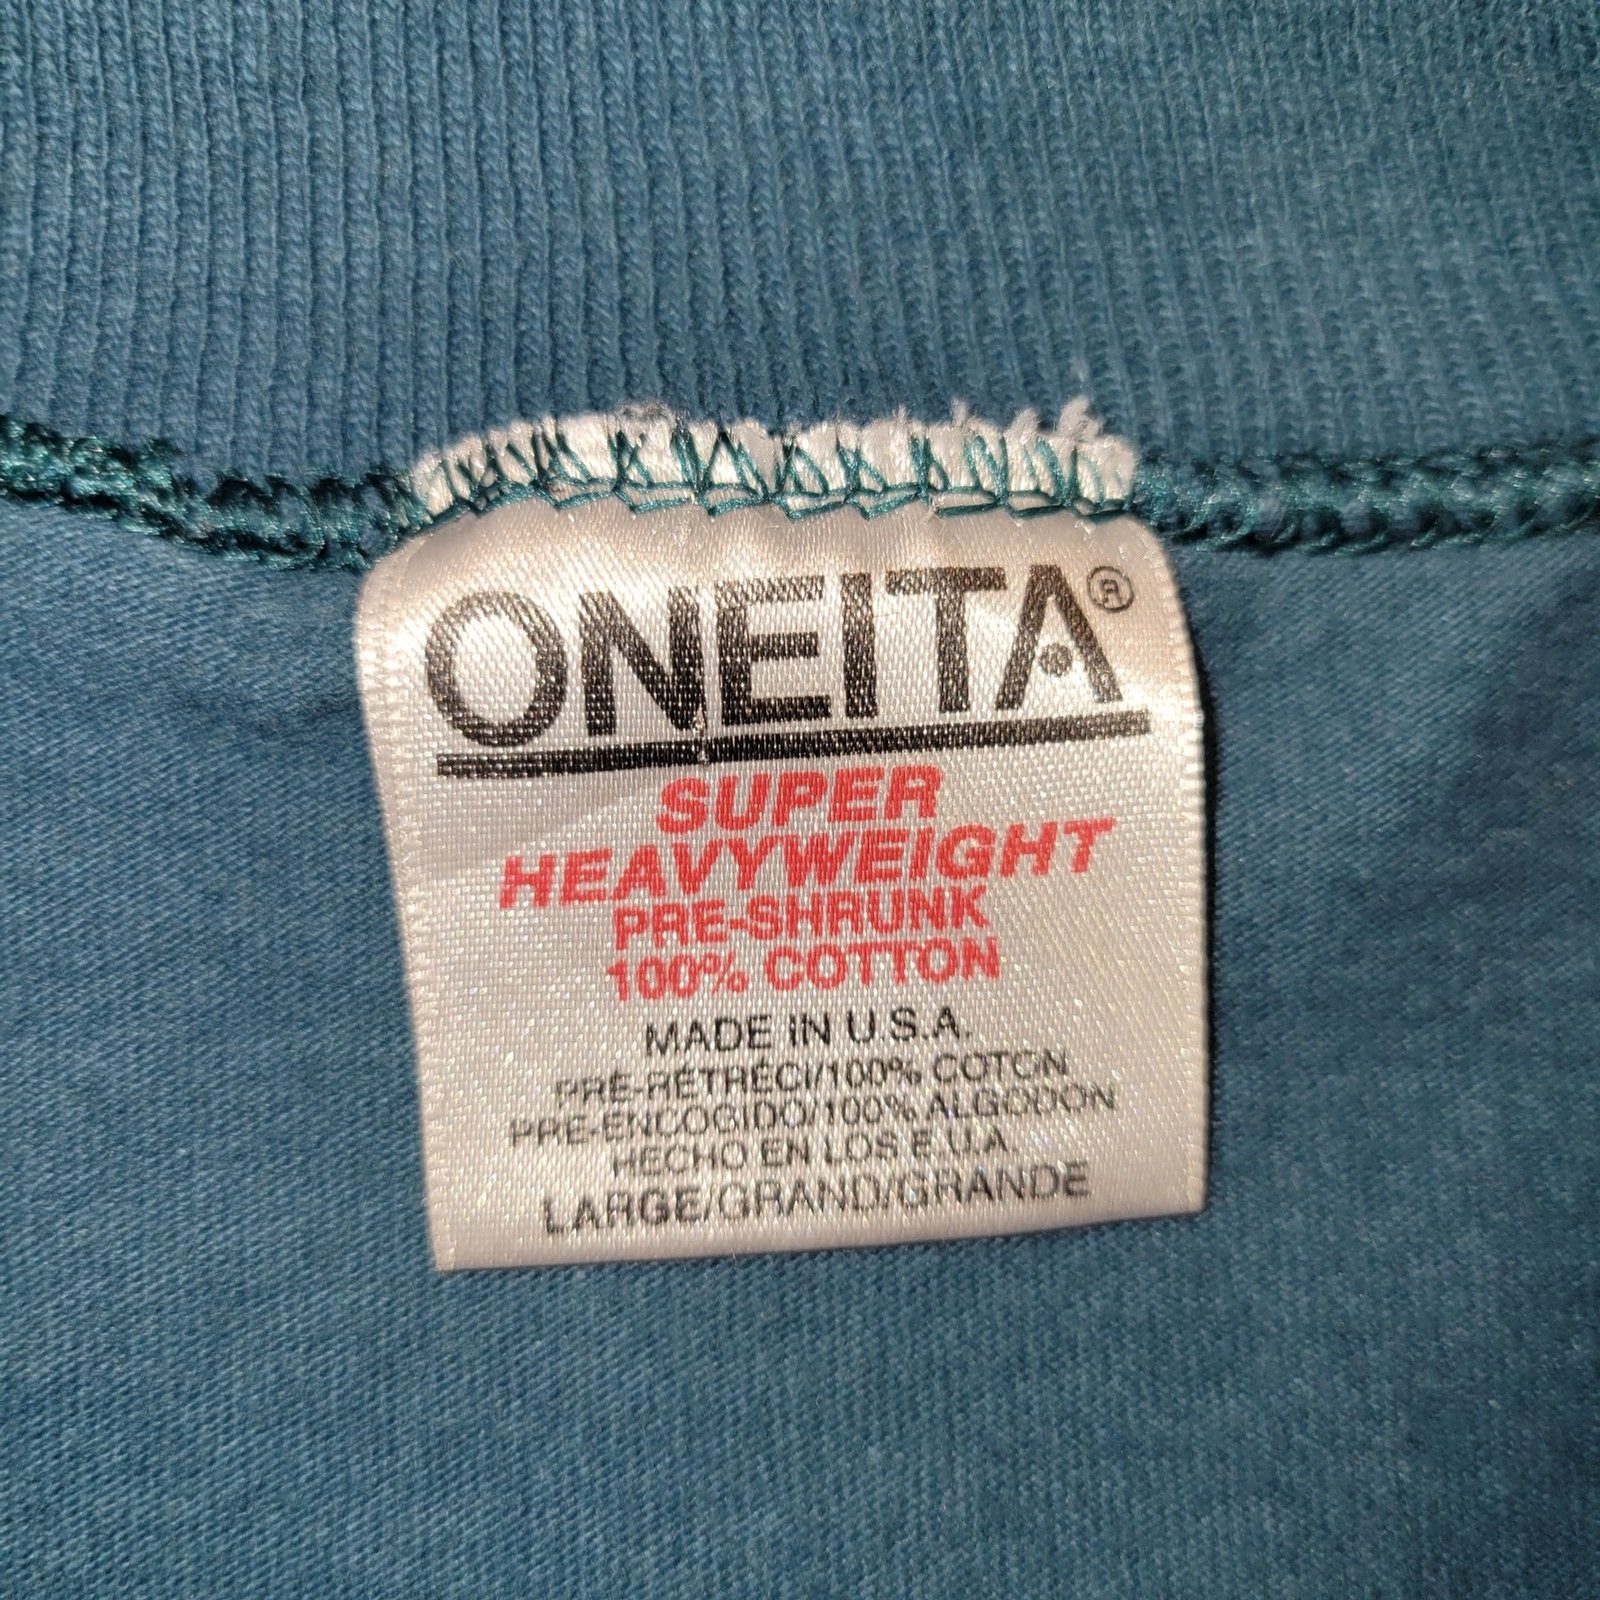 ONEITA®
SUPER
HEAVYWEIGHT
PRE-SHRUNK
100% COTTON
MADE IN U.S.A.
PRÉ-RÉTRÉCI/100% COTON
PRE-ENCOGIDO/100% ALGODON
HECHO EN LOS E.U.A.
LARGE/GRAND/GRANDE